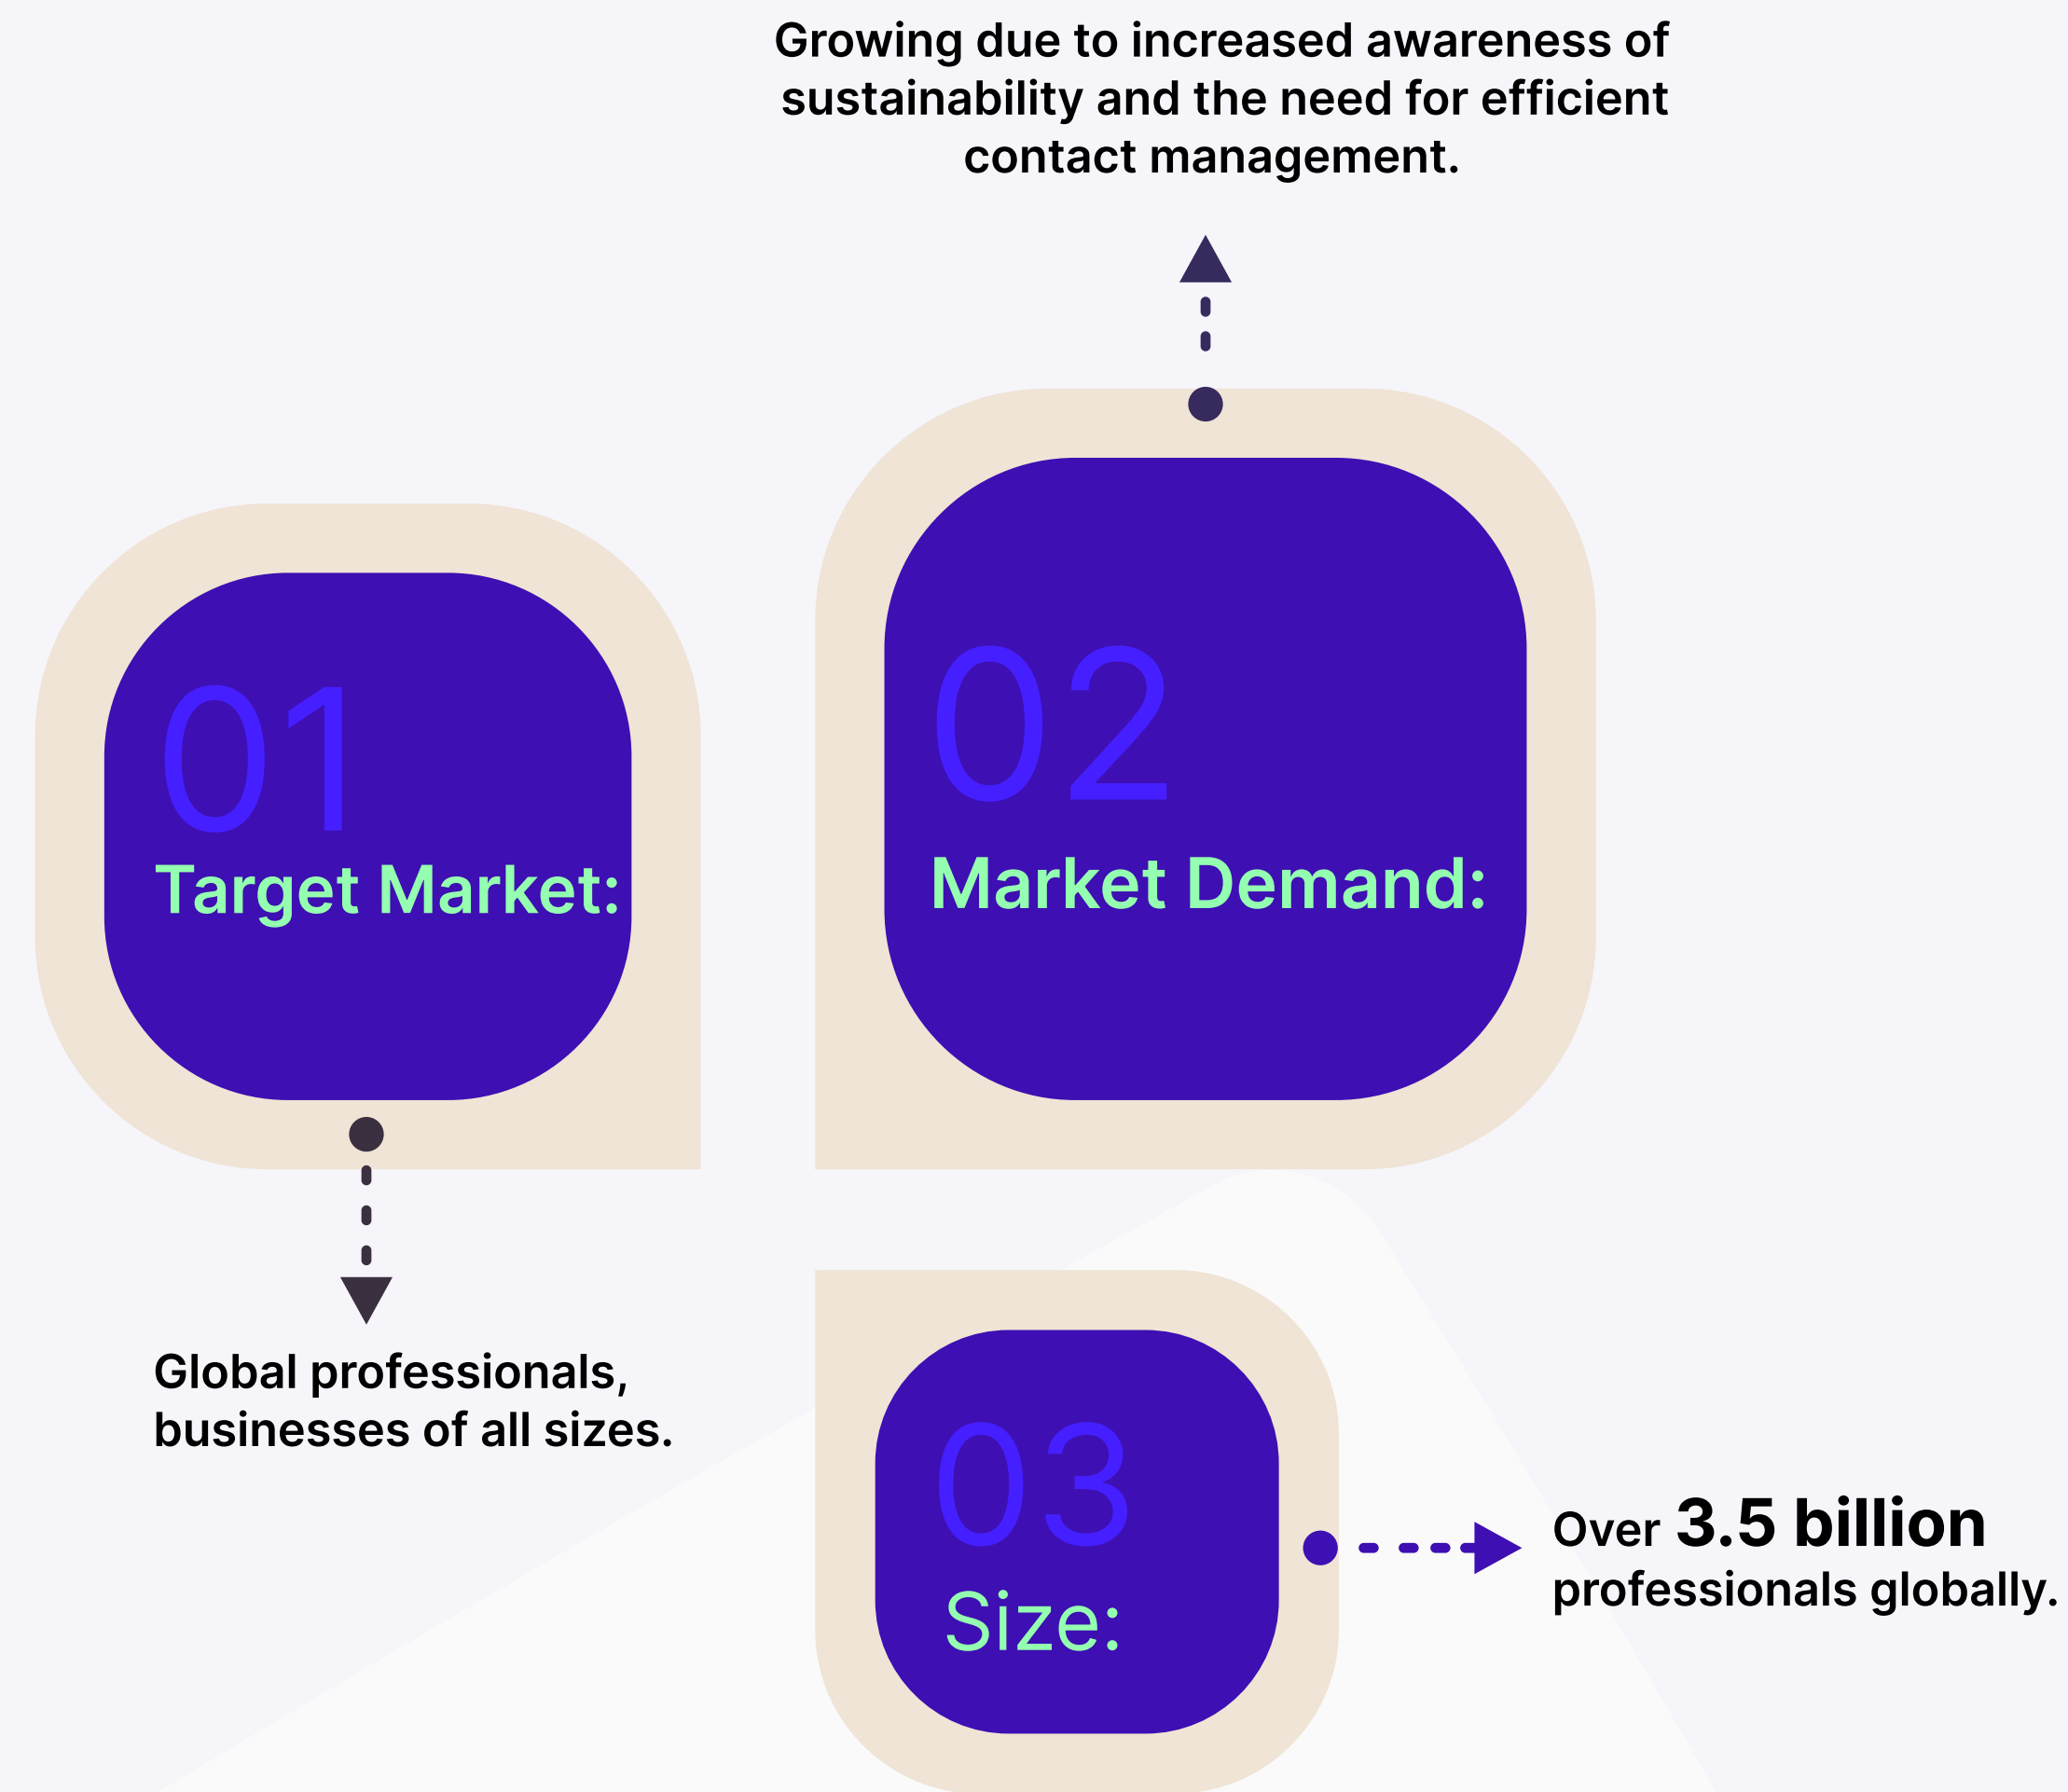 Growing due to increased awareness of
sustainability and the need for efficient
contact management.
01
Target Market:
Global professionals,
businesses of all sizes.
02
Market Demand:
03
Size:
Over 3.5 billion
professionals globally.